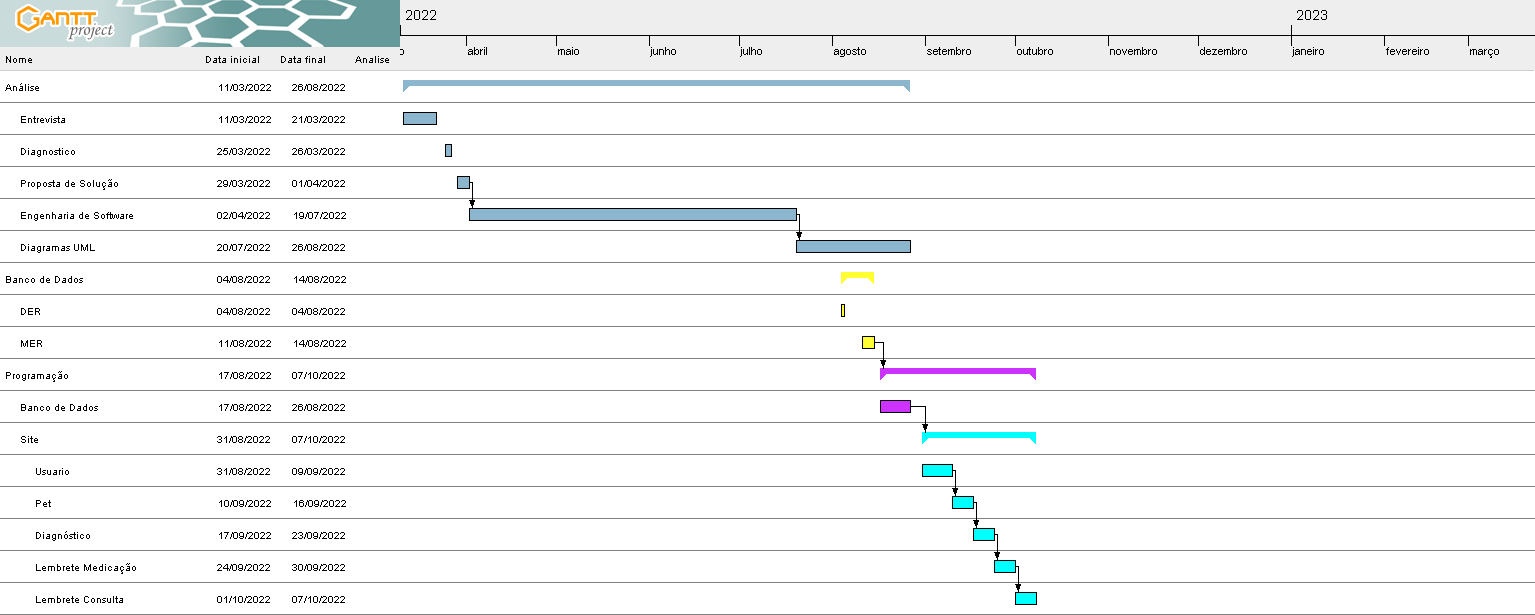 GANTT
project
2022 2023
o abril maio junho julho agosto setembro outubro novembro dezembro janeiro fevereiro março
Nome Data inicial Data final Analise
Análise 11/03/2022 26/08/2022
Entrevista 11/03/2022 21/03/2022
Diagnostico 25/03/2022 26/03/2022
Proposta de Solução 29/03/2022 01/04/2022
Engenharia de Software 02/04/2022 19/07/2022
Diagramas UML 20/07/2022 26/08/2022
Banco de Dados 04/08/2022 14/08/2022
DER 04/08/2022 04/08/2022
MER 11/08/2022 14/08/2022
Programação 17/08/2022 07/10/2022
Banco de Dados 17/08/2022 26/08/2022
Site 31/08/2022 07/10/2022
Usuario 31/08/2022 09/09/2022
Pet 10/09/2022 16/09/2022
Diagnóstico 17/09/2022 23/09/2022
Lembrete Medicação 24/09/2022 30/09/2022
Lembrete Consulta 01/10/2022 07/10/2022